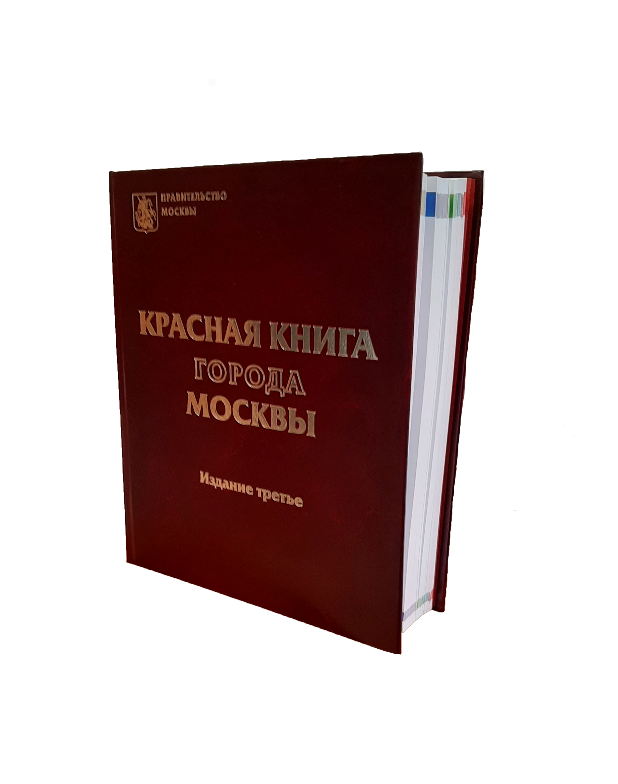 ПРАВИТЕЛЬСТВО
МОСКВЫ
КРАСНАЯ КНИГА
ГОРОДА
МОСКВЫ
Издание третье